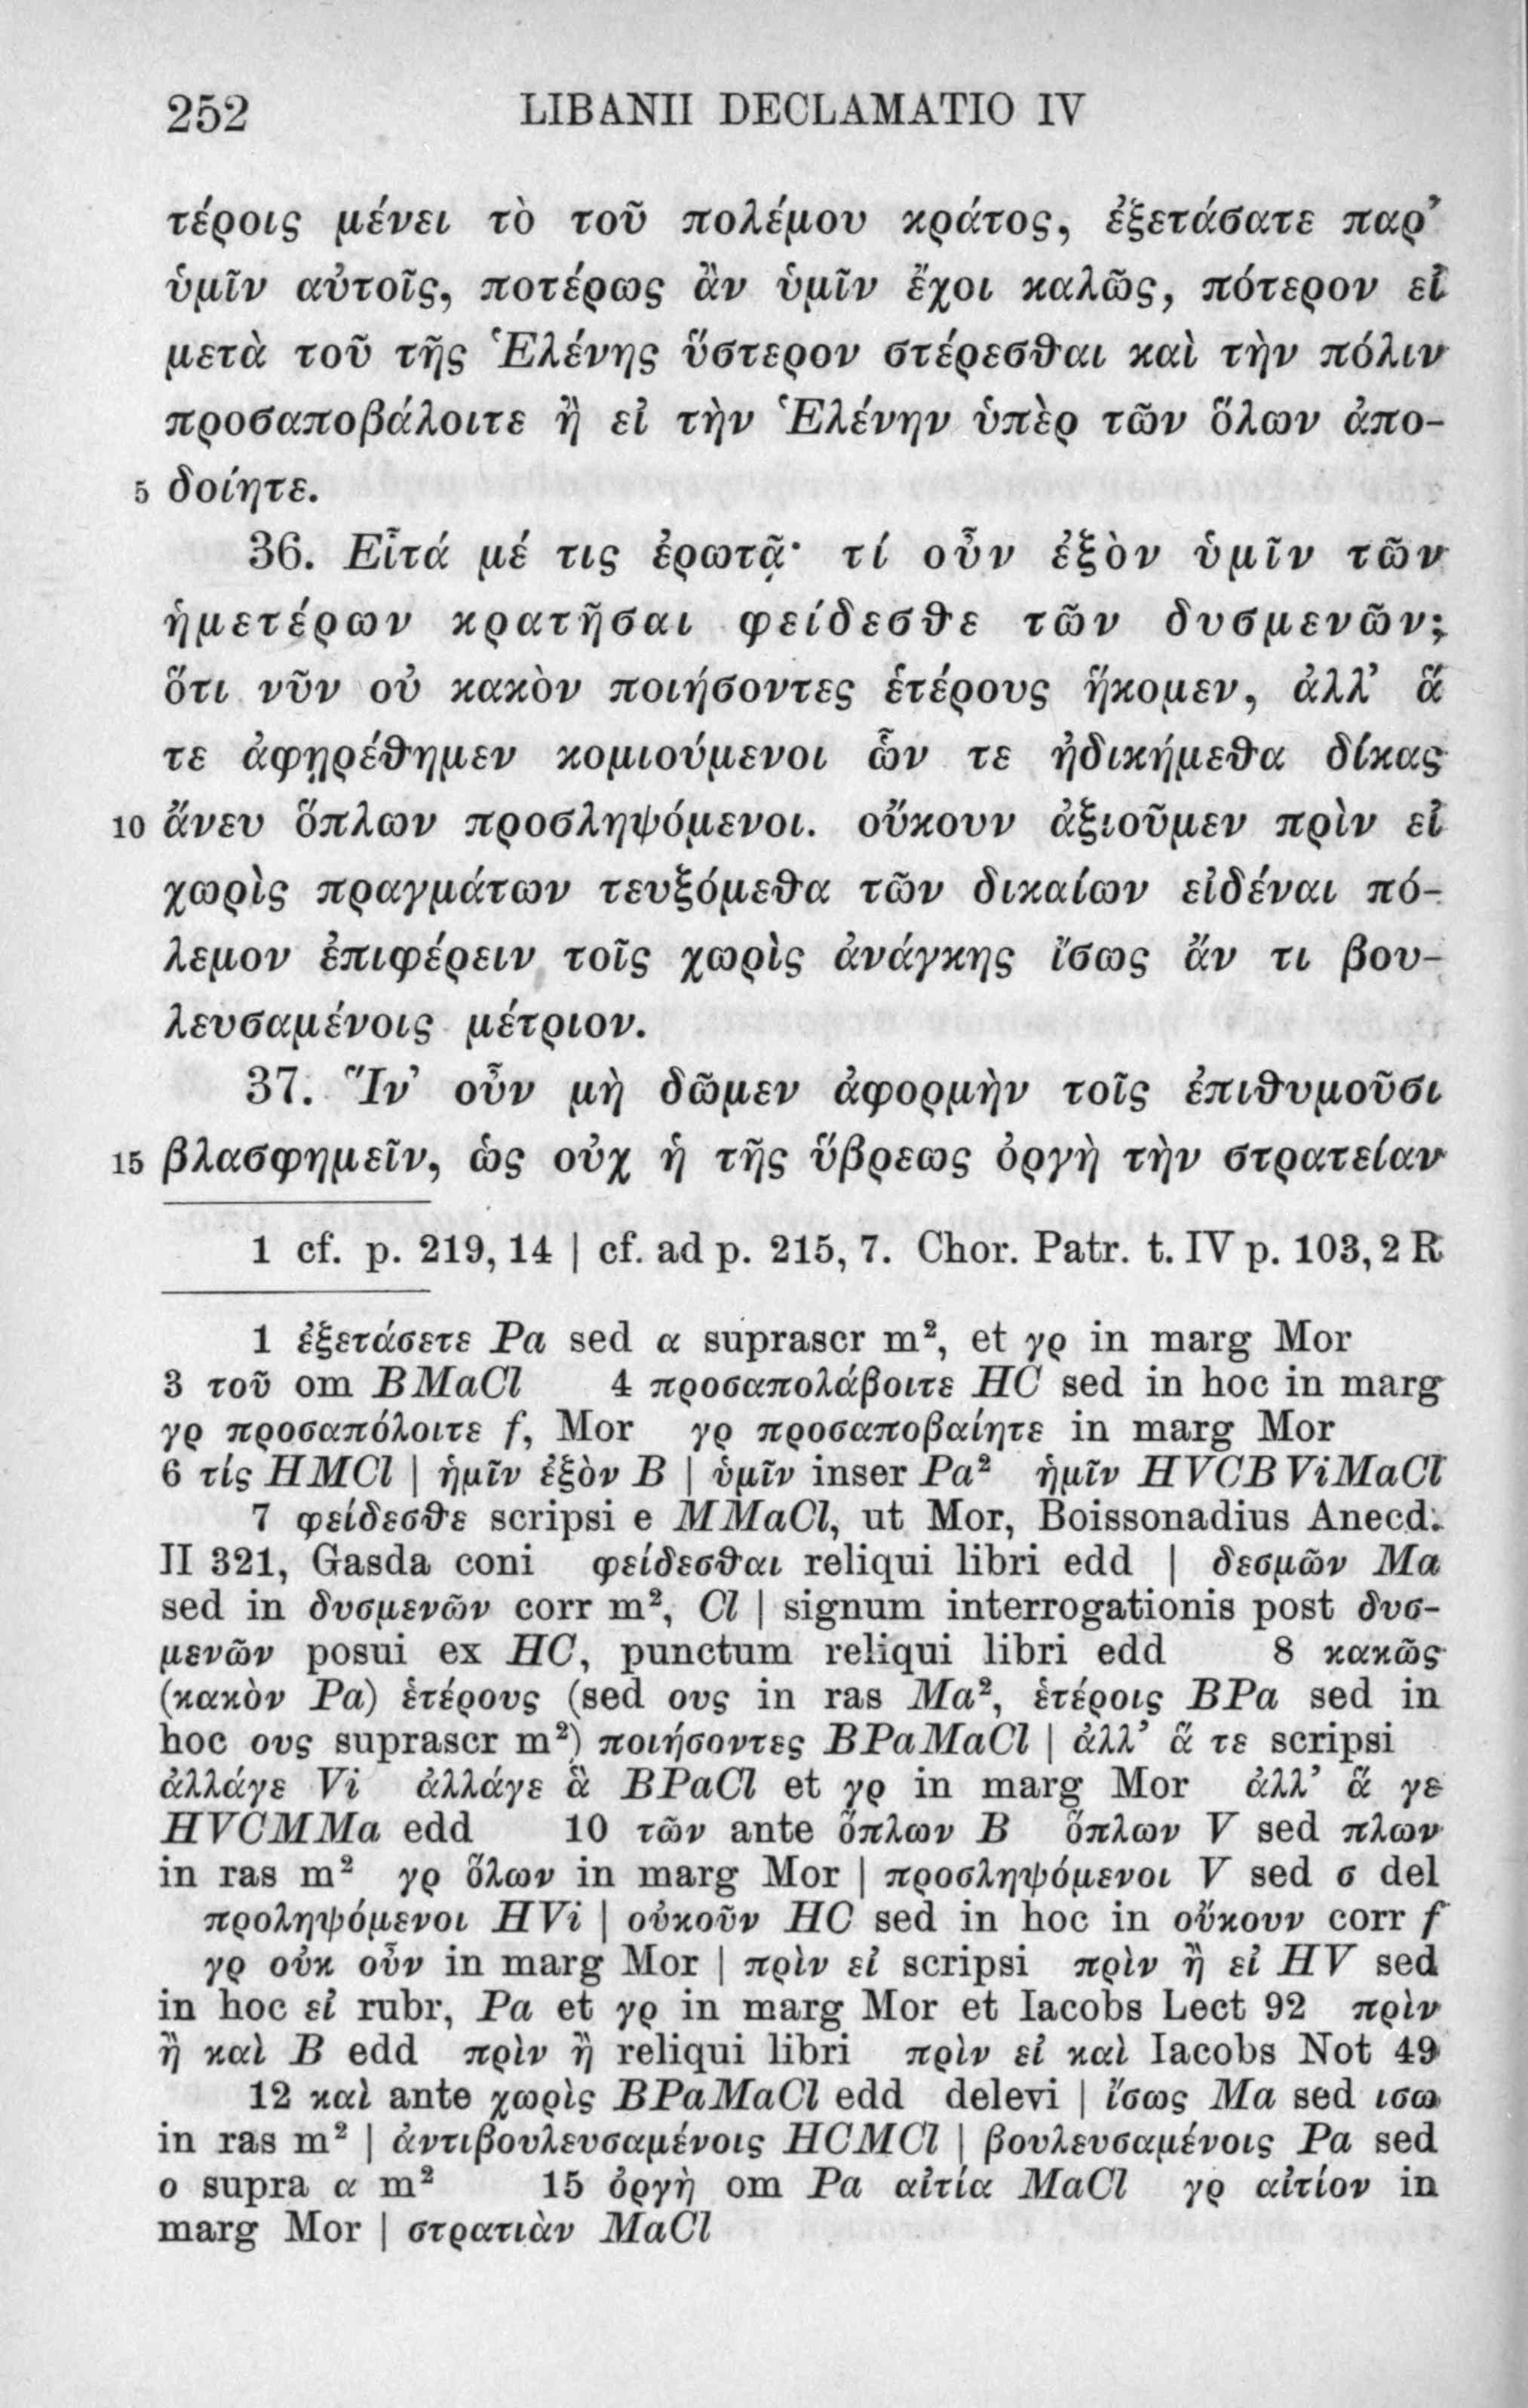 252 LIBANII DECLAMATIO IV
τέροις μένει τὸ τοῦ πολέμου κράτος, ἐξετάσατε παρ’
ὑμῖν αὐτοῖς, ποτέρως ἂν ὑμῖν ἔχοι καλῶς, πότερον εἰ
μετὰ τοῦ τῆς Ἑλένης ὕστερον στέρεσθαι καὶ τὴν πόλιν
προσαποβάλοιτε ἢ εἰ τὴν Ἑλένην ὑπὲρ τῶν ὅλων ἀπο-
5 δοίητε.
36. Εἶτά μέ τις ἐρωτᾷ· τί οὖν ἐξὸν ὑμῖν τῶν
ἡμετέρων κρατῆσαι φείδεσθε τῶν δυσμενῶν;
ὅτι νῦν οὐ κακὸν ποιήσοντες ἑτέρους ἥκομεν, ἀλλ’ ἅ
τε ἀφῃρέθημεν κομιούμενοι ὧν τε ἠδικήμεθα δίκας
10 ἄνευ ὅπλων προσληψόμενοι. οὔκουν ἀξιοῦμεν πρὶν εἰ
χωρὶς πραγμάτων τευξόμεθα τῶν δικαίων εἰδέναι πό-
λεμον ἐπιφέρειν τοῖς χωρὶς ἀνάγκης ἴσως ἄν τι βου-
λευσαμένοις μέτριον.
37. Ἵν’ οὖν μὴ δῶμεν ἀφορμὴν τοῖς ἐπιθυμοῦσι
15 βλασφημεῖν, ὡς οὐχ ἡ τῆς ὕβρεως ὀργὴ τὴν στρατείαν
1 cf. p. 219, 14 | cf. ad p. 215, 7. Chor. Patr. t. IV p. 103, 2 R
1 ἐξετάσετε Pa sed α suprascr m², et γρ in marg Mor
3 τοῦ om BMaCl 4 προσαπολάβοιτε HC sed in hoc in marg
γρ προσαπόλοιτε f, Mor γρ προσαποβαίητε in marg Mor
6 τίς HMCl | ἡμῖν ἐξὸν B | ὑμῖν inser Pa² ἡμῖν HVCBViMaCl
7 φείδεσθε scripsi e MMaCl, ut Mor, Boissonadius Anecd.
II 321, Gasda coni φείδεσθαι reliqui libri edd | δεσμῶν Ma
sed in δυσμενῶν corr m², Cl | signum interrogationis post δυσ-
μενῶν posui ex HC, punctum reliqui libri edd 8 κακῶς
(κακὸν Pa) ἑτέρους (sed ους in ras Ma², ἑτέροις BPa sed in
hoc ους suprascr m²) ποιήσοντες BPaMaCl | ἀλλ’ ἅ τε scripsi
ἀλλάγε Vi ἀλλάγε ἃ BPaCl et γρ in marg Mor ἀλλ’ ἅ γε
HVCMMa edd 10 τῶν ante ὅπλων B ὅπλων V sed πλων
in ras m² γρ ὅλων in marg Mor | προσληψόμενοι V sed σ del
προληψόμενοι HVi | οὐκοῦν HC sed in hoc in οὔκουν corr f
γρ οὐκ οὖν in marg Mor | πρὶν εἰ scripsi πρὶν ἢ εἰ HV sed
in hoc εἰ rubr, Pa et γρ in marg Mor et Iacobs Lect 92 πρὶν
ἢ καὶ B edd πρὶν ἢ reliqui libri πρὶν εἰ καὶ Iacobs Not 49
12 καὶ ante χωρὶς BPaMaCl edd delevi | ἴσως Ma sed ισω
in ras m² | ἀντιβουλευσαμένοις HCMCl | βουλευσαμένοις Pa sed
ο supra α m² 15 ὀργὴ om Pa αἰτία MaCl γρ αἰτίον in
marg Mor | στρατιὰν MaCl